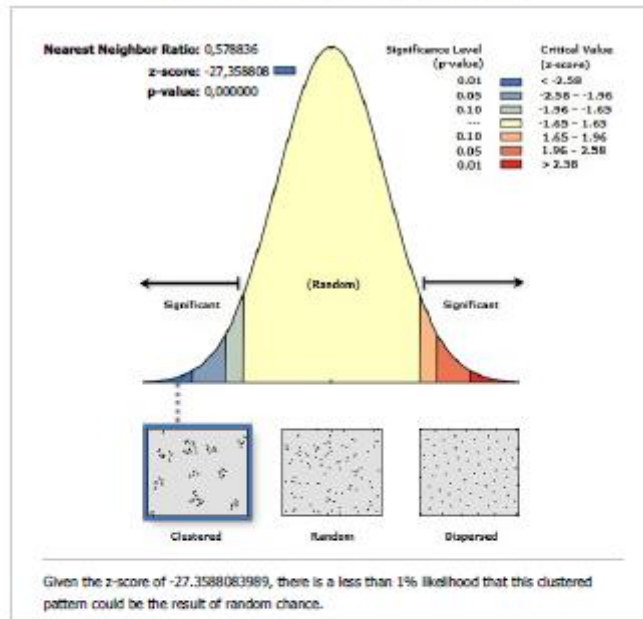 Nearest Neighbor Ratio: 0,578836
z-score: -27,358808
p-value: 0,000000
Significance Level
(p-value)
Critical Value
(z-score)
0.01 < -2.58
0.05 -2.58 - -1.96
0.10 -1.96 - -1.65
--- -1.65 - 1.65
0.10 1.65 - 1.96
0.05 1.96 - 2.58
0.01 > 2.58
(Random)
Significant
Significant
Clustered
Random
Dispersed
Given the z-score of -27.3588083989, there is a less than 1% likelihood that this clustered
pattern could be the result of random chance.